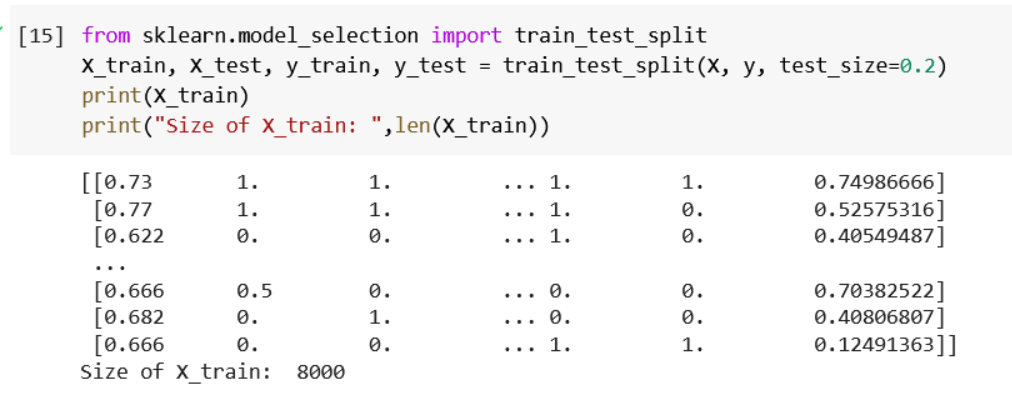 [15] from sklearn.model_selection import train_test_split
X_train, X_test, y_train, y_test = train_test_split(X, y, test_size=0.2)
print(X_train)
print("Size of X_train: ",len(X_train))
[[0.73 1. 1. ... 1. 1. 0.74986666]
[0.77 1. 1. ... 1. 0. 0.52575316]
[0.622 0. 0. ... 1. 0. 0.40549487]
...
[0.666 0.5 0. ... 0. 0. 0.70382522]
[0.682 0. 1. ... 0. 0. 0.40806807]
[0.666 0. 0. ... 1. 1. 0.12491363]]
Size of X_train:  8000